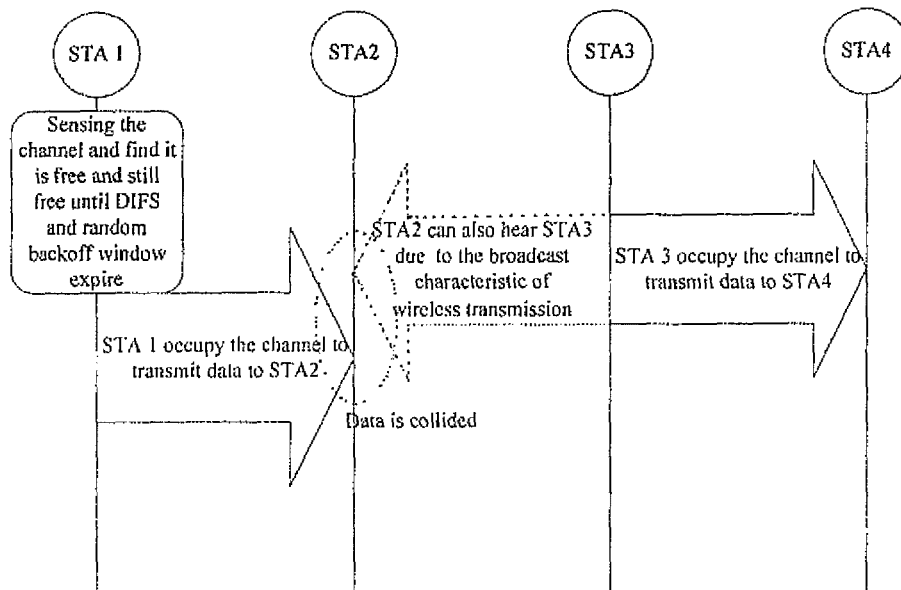 STA 1
STA2
STA3
STA4
Sensing the
channel and find it
is free and still
free until DIFS
and random
backoff window
expire
STA2 can also hear STA3
due to the broadcast
characteristic of
wireless transmission
STA 3 occupy the channel to
transmit data to STA4
STA 1 occupy the channel to
transmit data to STA2
Data is collided